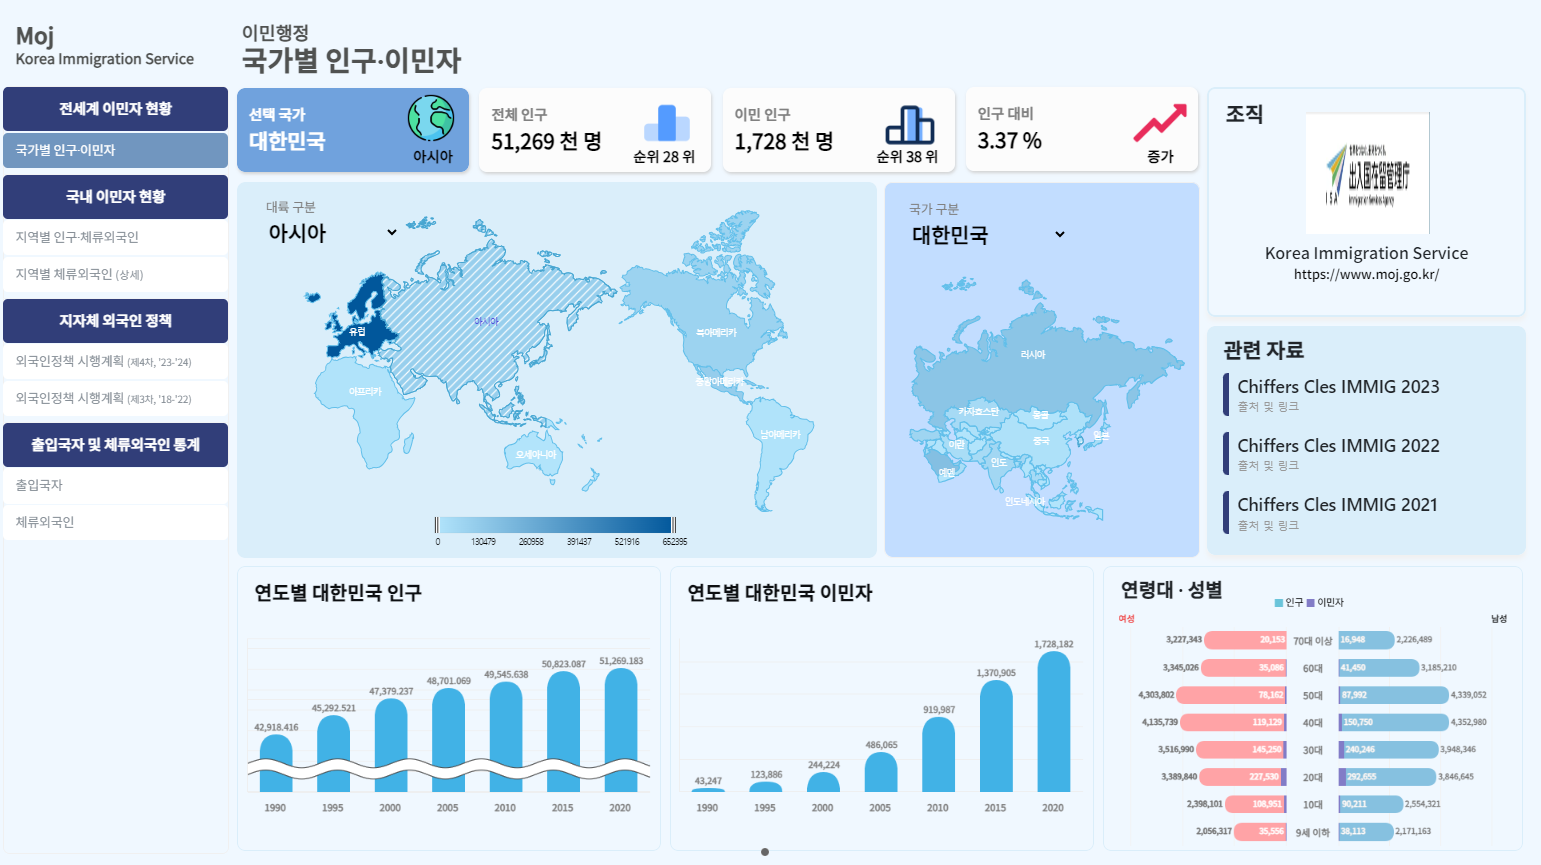 Moj
Korea Immigration Service
이민행정
국가별 인구·이민자
전세계 이민자 현황
국가별 인구·이민자
국내 이민자 현황
지역별 인구·체류외국인
지역별 체류외국인 (상세)
지자체 외국인 정책
외국인정책 시행계획 (제4차, '23-'24)
외국인정책 시행계획 (제3차, '18-'22)
출입국자 및 체류외국인 통계
출입국자
체류외국인
선택 국가
대한민국
아시아
전체 인구
51,269 천 명
순위 28 위
이민 인구
1,728 천 명
순위 38 위
인구 대비
3.37 %
증가
대륙 구분
아시아
유럽
아시아
북아메리카
중앙아메리카
아프리카
남아메리카
오세아니아
0 130479 260958 391437 521916 652395
국가 구분
대한민국
러시아
카자흐스탄
몽골
이란
중국
일본
인도
예멘
인도네시아
조직
出入国在留管理庁
ISA
Immigration Services Agency
Korea Immigration Service
https://www.moj.go.kr/
관련 자료
Chiffers Cles IMMIG 2023
출처 및 링크
Chiffers Cles IMMIG 2022
출처 및 링크
Chiffers Cles IMMIG 2021
출처 및 링크
연도별 대한민국 인구
42,918.416
45,292.521
47,379.237
48,701.069
49,545.638
50,823.087
51,269.183
1990 1995 2000 2005 2010 2015 2020
연도별 대한민국 이민자
43,247
123,886
244,224
486,065
919,987
1,370,905
1,728,182
1990 1995 2000 2005 2010 2015 2020
연령대 · 성별
인구 이민자
여성 남성
3,227,343 20,153 70대 이상 16,948 2,226,489
3,345,026 35,086 60대 41,450 3,185,210
4,303,802 78,162 50대 87,992 4,339,052
4,135,739 119,129 40대 150,750 4,352,980
3,516,990 145,250 30대 240,246 3,948,346
3,389,840 227,530 20대 292,655 3,846,645
2,398,101 108,951 10대 90,211 2,554,321
2,056,317 35,556 9세 이하 38,113 2,171,163